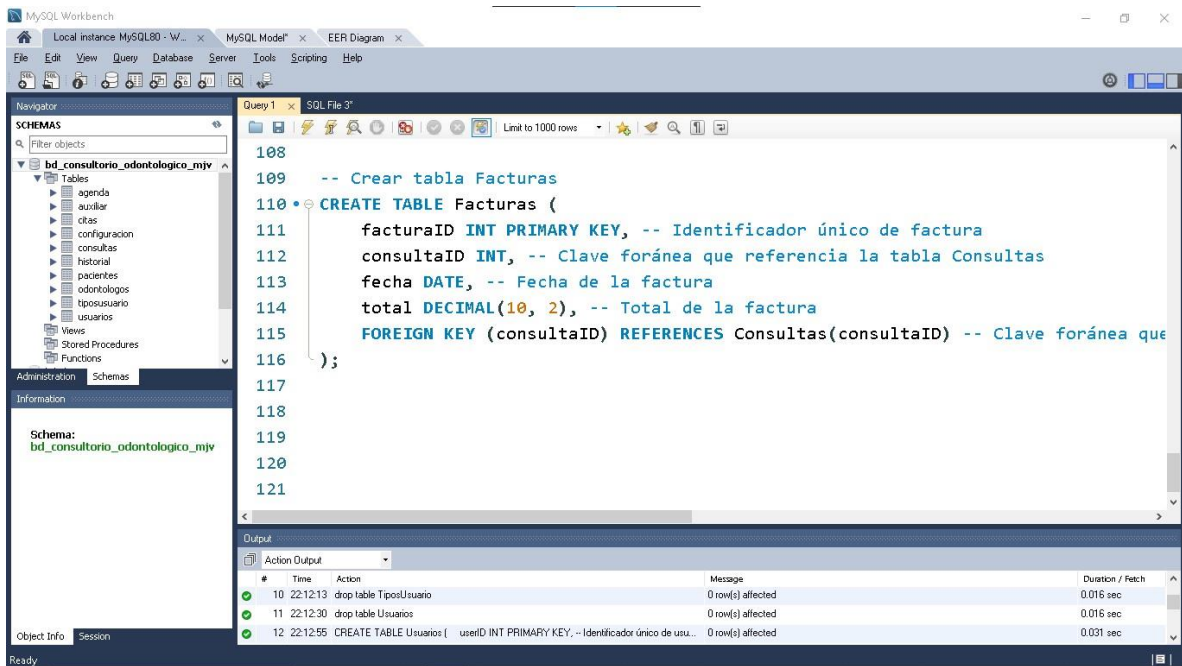 MySQL Workbench
Local instance MySQL80 - W... × MySQL Model* × EER Diagram ×
File Edit View Query Database Server Tools Scripting Help
Navigator
SCHEMAS
Filter objects
bd_consultorio_odontologico_mjv
Tables
agenda
auxiliar
citas
configuracion
consultas
historial
pacientes
odontologos
tiposusuario
usuarios
Views
Stored Procedures
Functions
Administration Schemas
Information
Schema:
bd_consultorio_odontologico_mjv
Object Info Session
Query 1 × SQL File 3*
Limit to 1000 rows
108
109 -- Crear tabla Facturas
110 CREATE TABLE Facturas (
111 facturaID INT PRIMARY KEY, -- Identificador único de factura
112 consultaID INT, -- Clave foránea que referencia la tabla Consultas
113 fecha DATE, -- Fecha de la factura
114 total DECIMAL(10, 2), -- Total de la factura
115 FOREIGN KEY (consultaID) REFERENCES Consultas(consultaID) -- Clave foránea que
116 );
117
118
119
120
121
Output
Action Output
# Time Action Message Duration / Fetch
10 22:12:13 drop table TiposUsuario 0 row(s) affected 0.016 sec
11 22:12:30 drop table Usuarios 0 row(s) affected 0.016 sec
12 22:12:55 CREATE TABLE Usuarios ( userID INT PRIMARY KEY, -- Identificador único de usu... 0 row(s) affected 0.031 sec
Ready